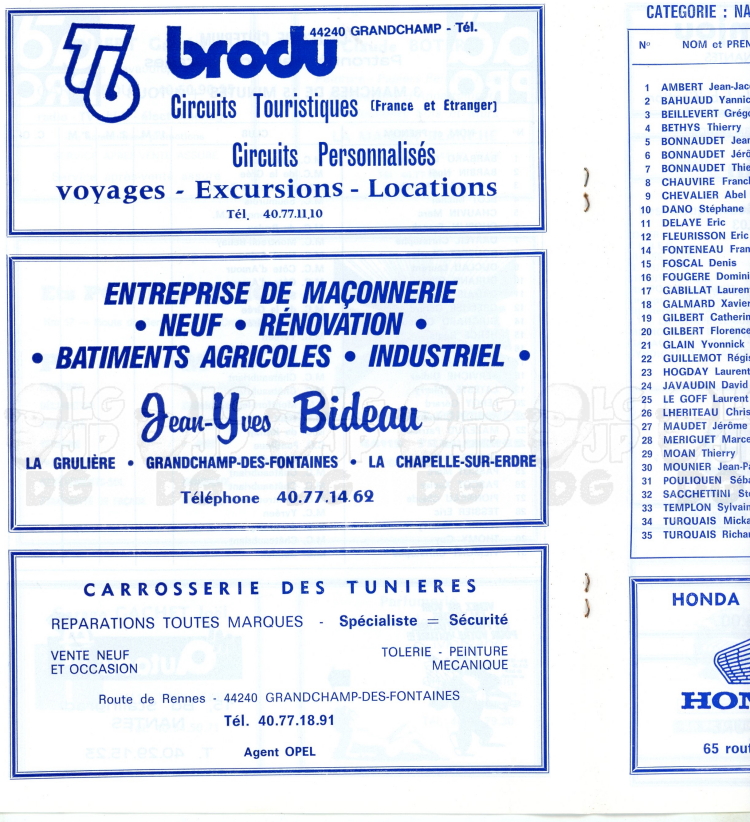 44240 GRANDCHAMP - Tél.
brodu
Circuits Touristiques (France et Etranger)
Circuits Personnalisés
voyages - Excursions - Locations
Tél. 40.77.11.10
ENTREPRISE DE MAÇONNERIE
• NEUF • RÉNOVATION •
• BATIMENTS AGRICOLES • INDUSTRIEL •
Jean-Yves Bideau
LA GRULIÈRE • GRANDCHAMP-DES-FONTAINES • LA CHAPELLE-SUR-ERDRE
Téléphone 40.77.14.62
CARROSSERIE DES TUNIERES
REPARATIONS TOUTES MARQUES - Spécialiste = Sécurité
VENTE NEUF
ET OCCASION
TOLERIE - PEINTURE
MECANIQUE
Route de Rennes - 44240 GRANDCHAMP-DES-FONTAINES
Tél. 40.77.18.91
Agent OPEL
CATEGORIE : NA
N° NOM et PREN
1 AMBERT Jean-Jac
2 BAHUAUD Yannic
3 BEILLEVERT Grégo
4 BETHYS Thierry
5 BONNAUDET Jean
6 BONNAUDET Jérô
7 BONNAUDET Thie
8 CHAUVIRE Franck
9 CHEVALIER Abel
10 DANO Stéphane
11 DELAYE Eric
12 FLEURISSON Eric
14 FONTENEAU Fran
15 FOSCAL Denis
16 FOUGERE Domini
17 GABILLAT Lauren
18 GALMARD Xavier
19 GILBERT Catherin
20 GILBERT Florence
21 GLAIN Yvonnick
22 GUILLEMOT Régis
23 HOGDAY Laurent
24 JAVAUDIN David
25 LE GOFF Laurent
26 LHERITEAU Chris
27 MAUDET Jérôme
28 MERIGUET Marce
29 MOAN Thierry
30 MOUNIER Jean-Pa
31 POULIQUEN Séba
32 SACCHETTINI St
33 TEMPLON Sylvain
34 TURQUAIS Micka
35 TURQUAIS Richar
HONDA
HON
65 rout